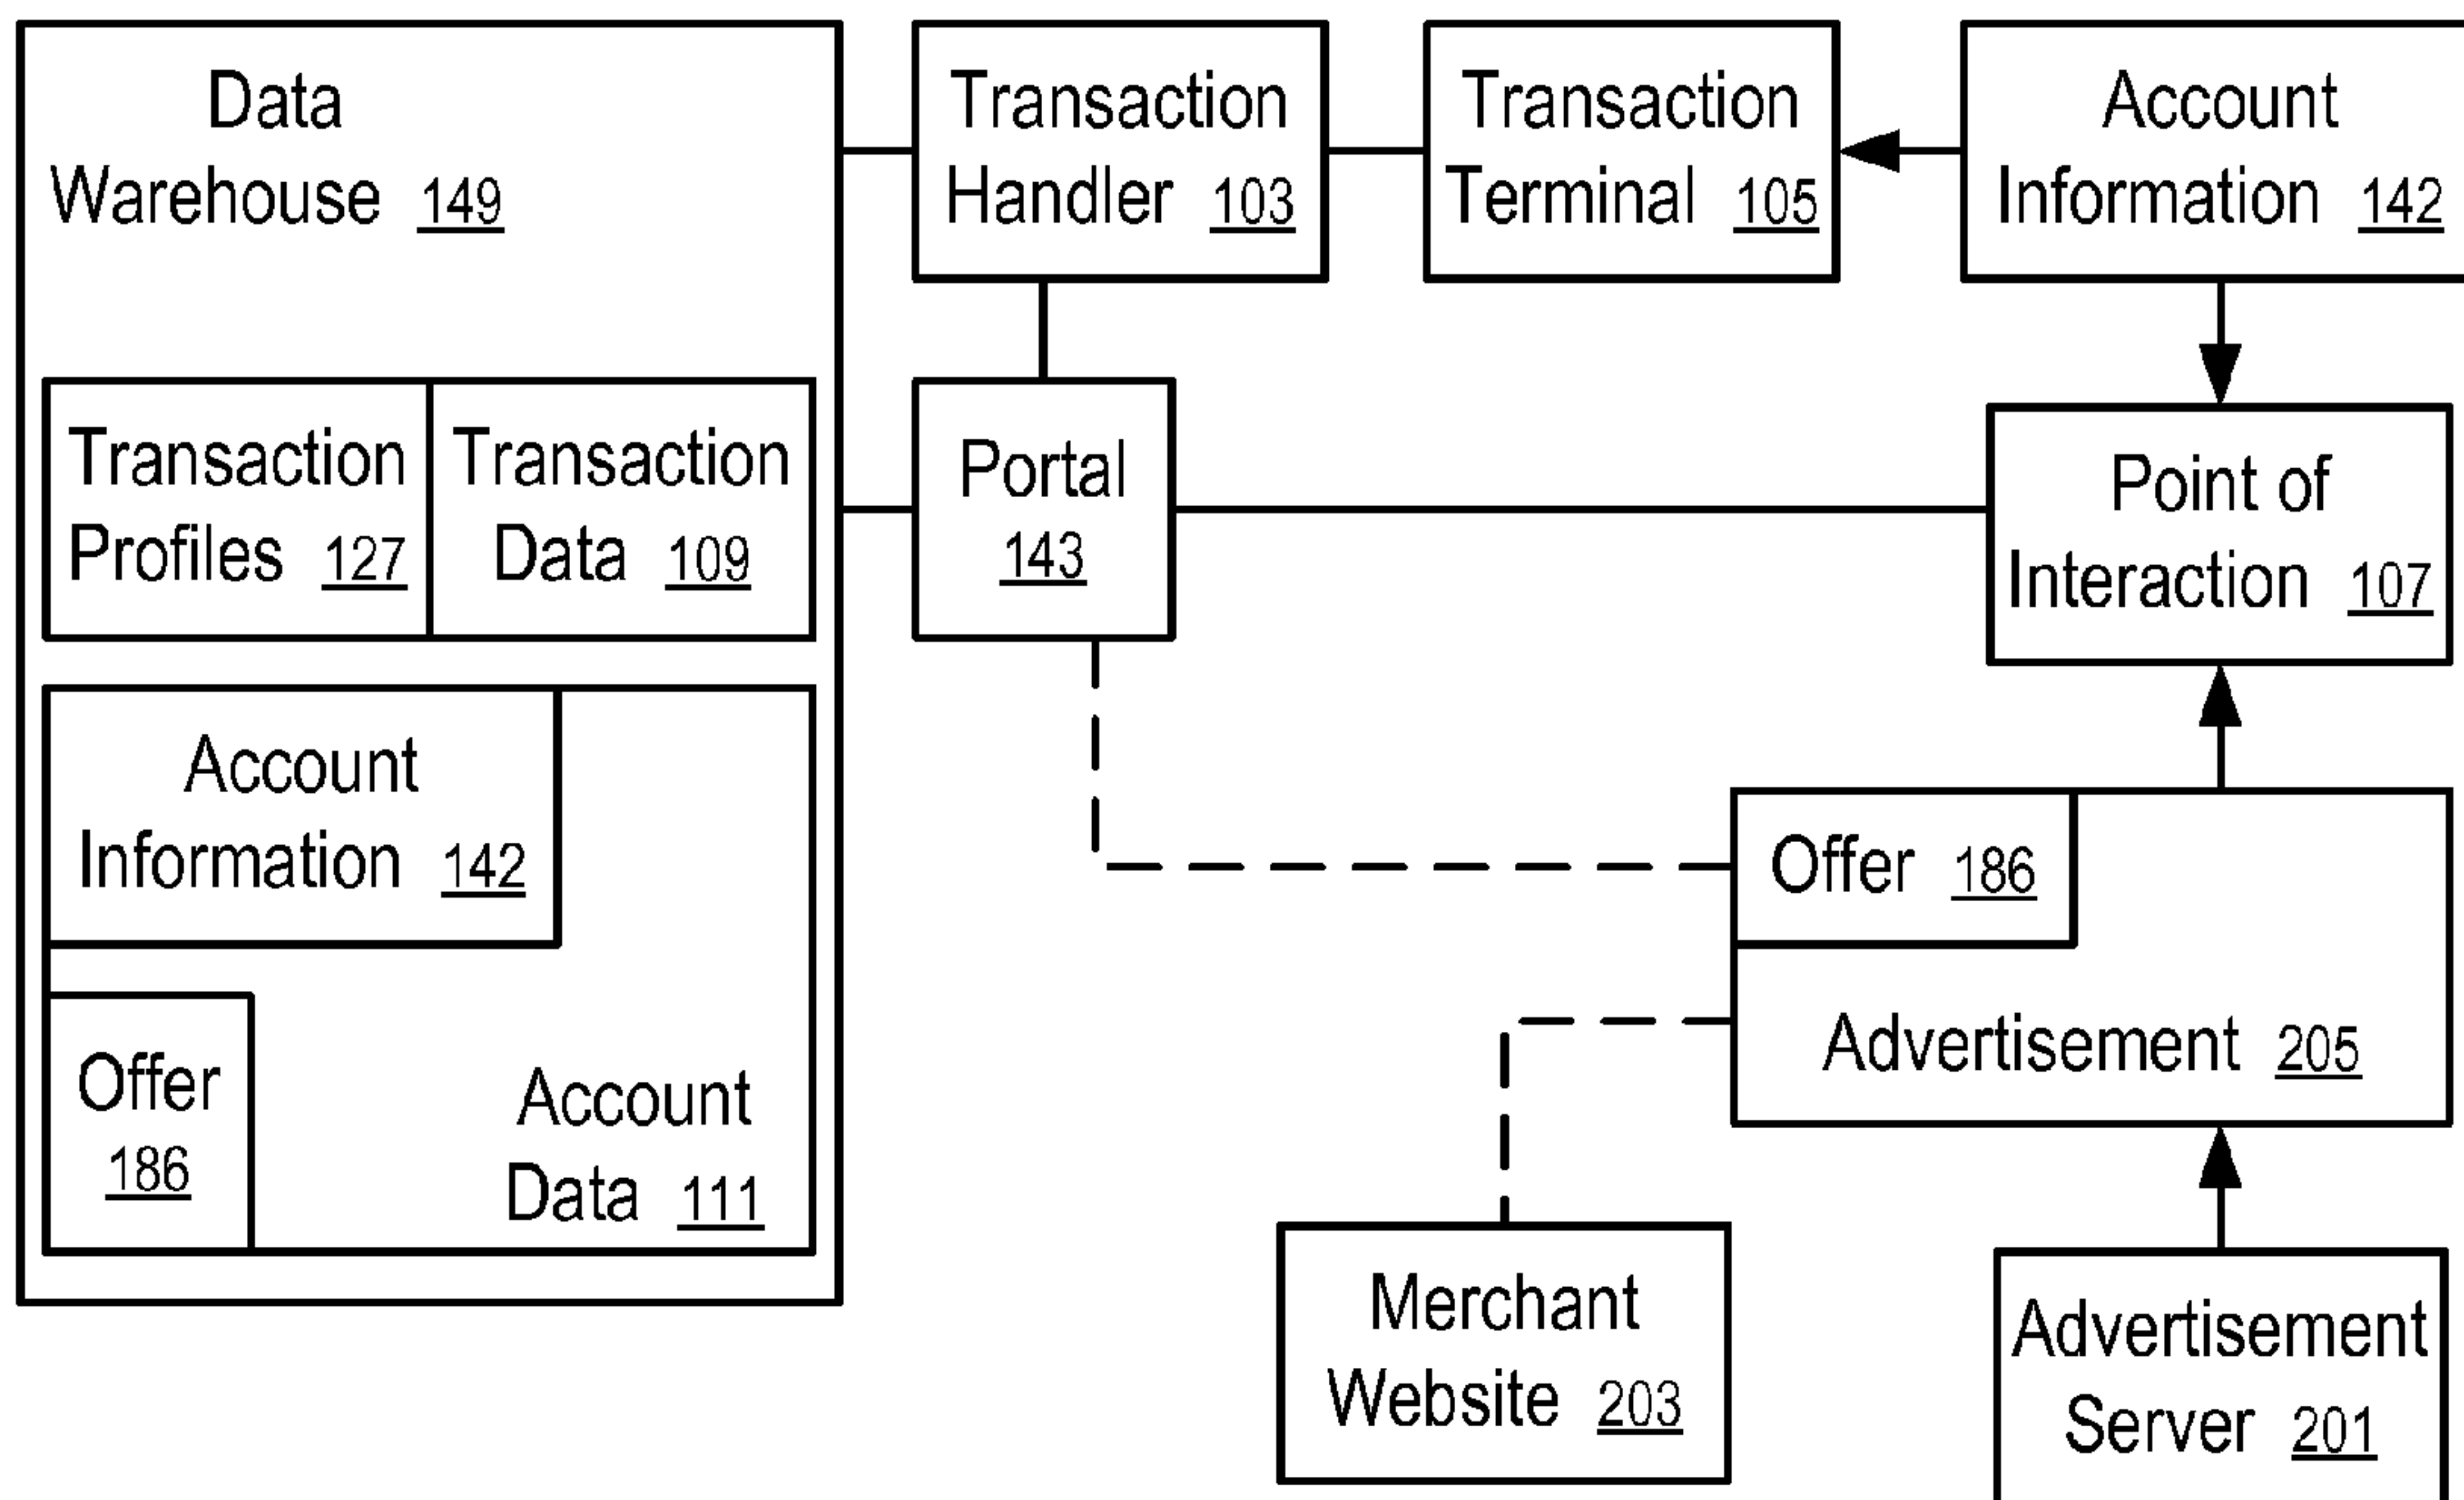 Data
Warehouse 149
Transaction
Handler 103
Transaction
Terminal 105
Account
Information 142
Transaction
Profiles 127
Transaction
Data 109
Portal
143
Point of
Interaction 107
Account
Information 142
Offer
186
Account
Data 111
Offer 186
Advertisement 205
Merchant
Website 203
Advertisement
Server 201